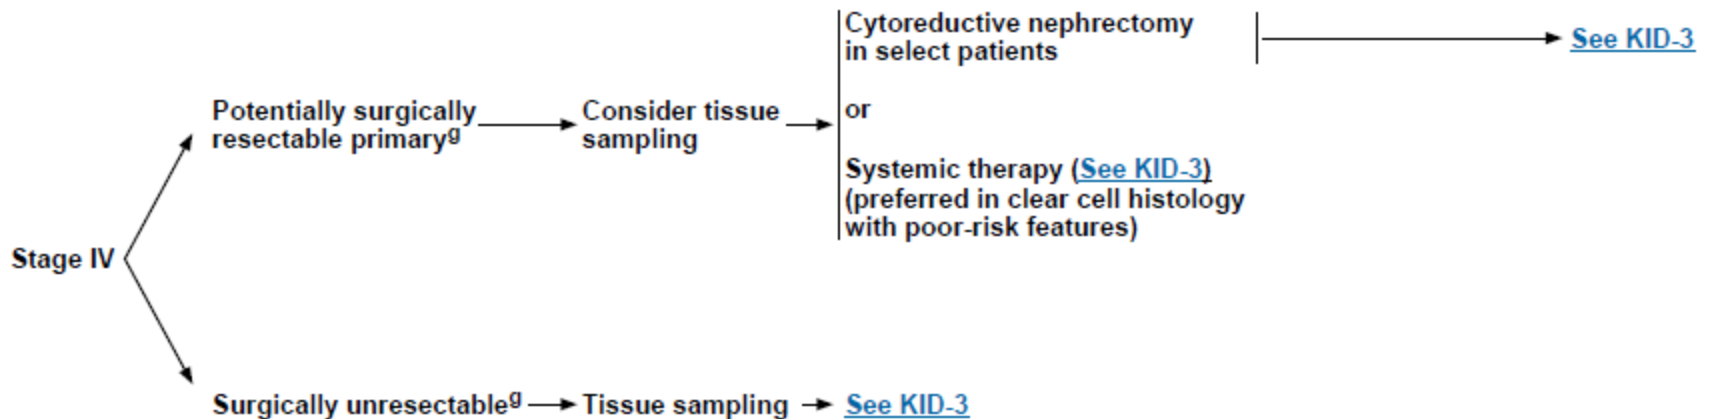 Cytoreductive nephrectomy
in select patients
See KID-3
Potentially surgically
resectable primaryg
Consider tissue
sampling
or
Systemic therapy (See KID-3)
(preferred in clear cell histology
with poor-risk features)
Stage IV
Surgically unresectableg
Tissue sampling
See KID-3